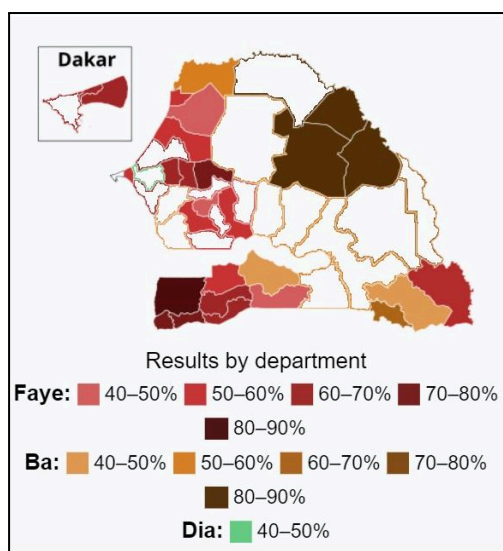 Dakar
Results by department
Faye: 40–50% 50–60% 60–70% 70–80%
80–90%
Ba: 40–50% 50–60% 60–70% 70–80%
80–90%
Dia: 40–50%